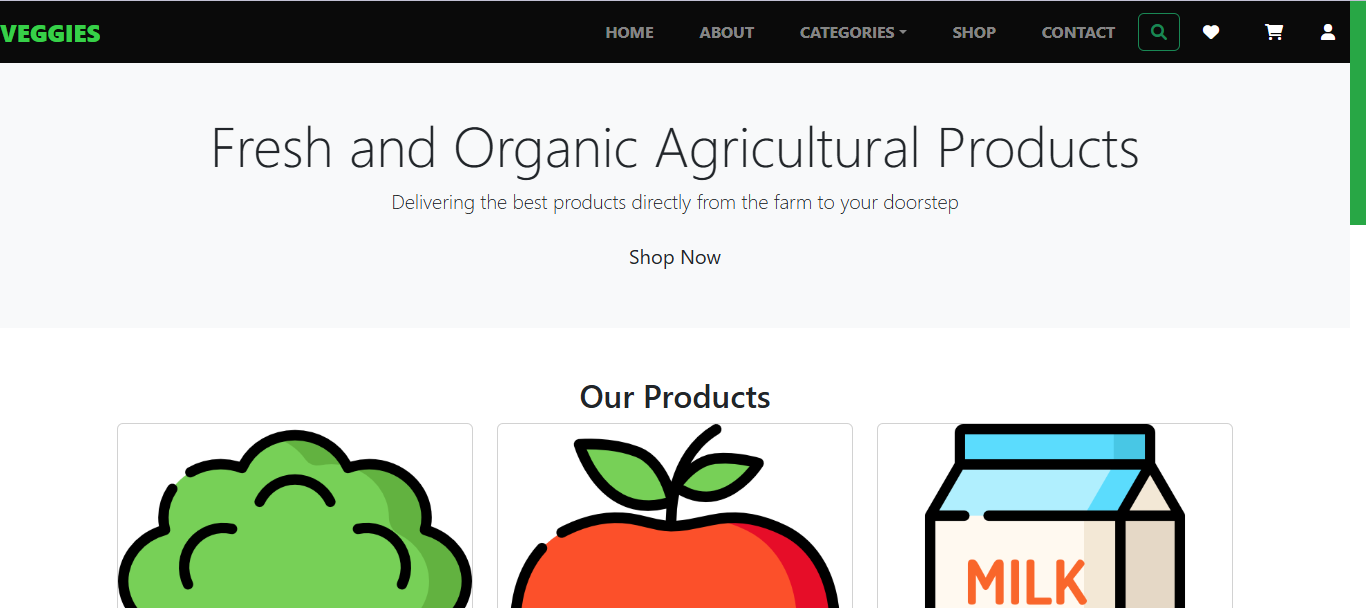 VEGGIES HOME ABOUT CATEGORIES SHOP CONTACT
Fresh and Organic Agricultural Products
Delivering the best products directly from the farm to your doorstep
Shop Now
Our Products
MILK